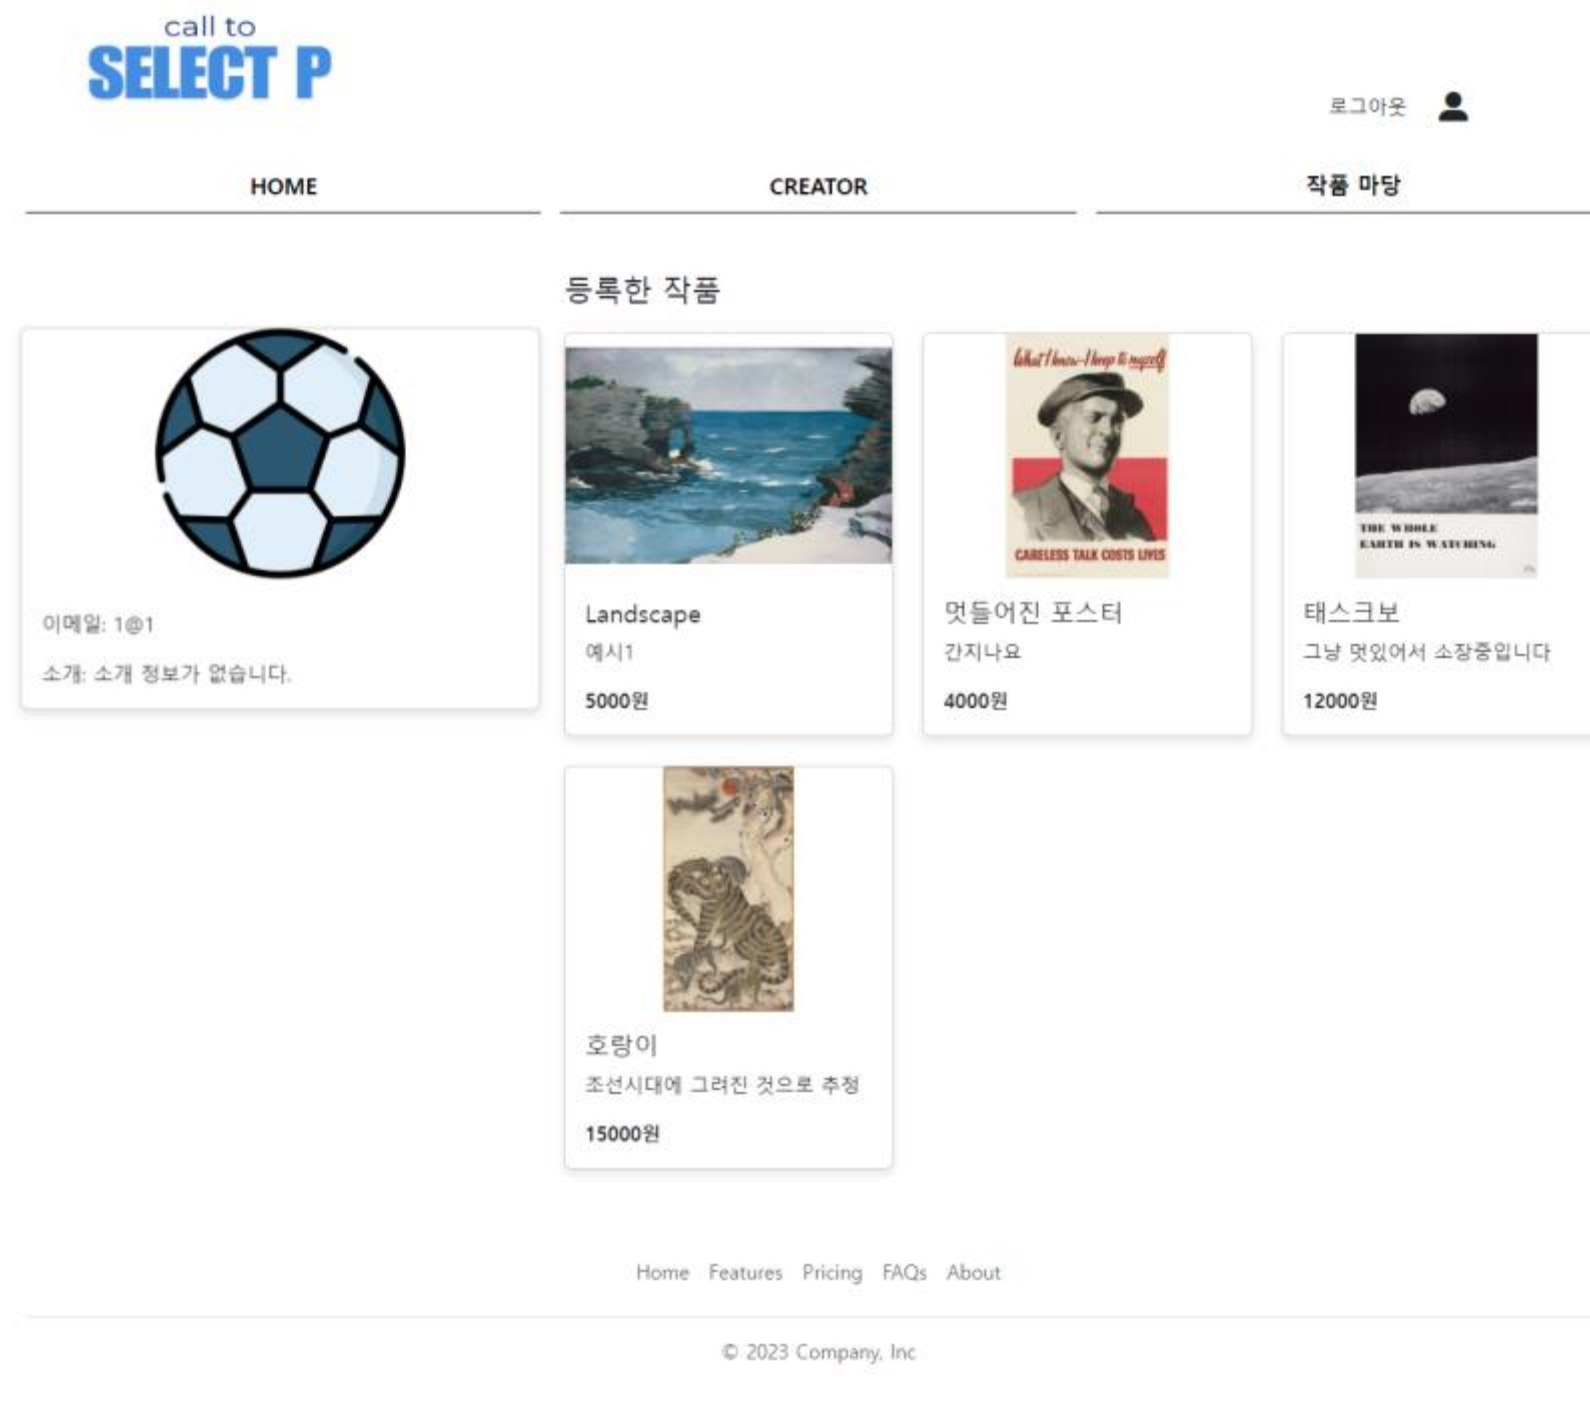 call to
SELECT P
로그아웃
HOME
CREATOR
작품 마당
등록한 작품
이메일: 1@1
소개: 소개 정보가 없습니다.
Landscape
예시1
5000원
What I know-I keep to myself
CARELESS TALK COSTS LIVES
멋들어진 포스터
간지나요
4000원
THE WHOLE
EARTH IS WATCHING
태스크보
그냥 멋있어서 소장중입니다
12000원
호랑이
조선시대에 그려진 것으로 추정
15000원
Home Features Pricing FAQs About
© 2023 Company, Inc